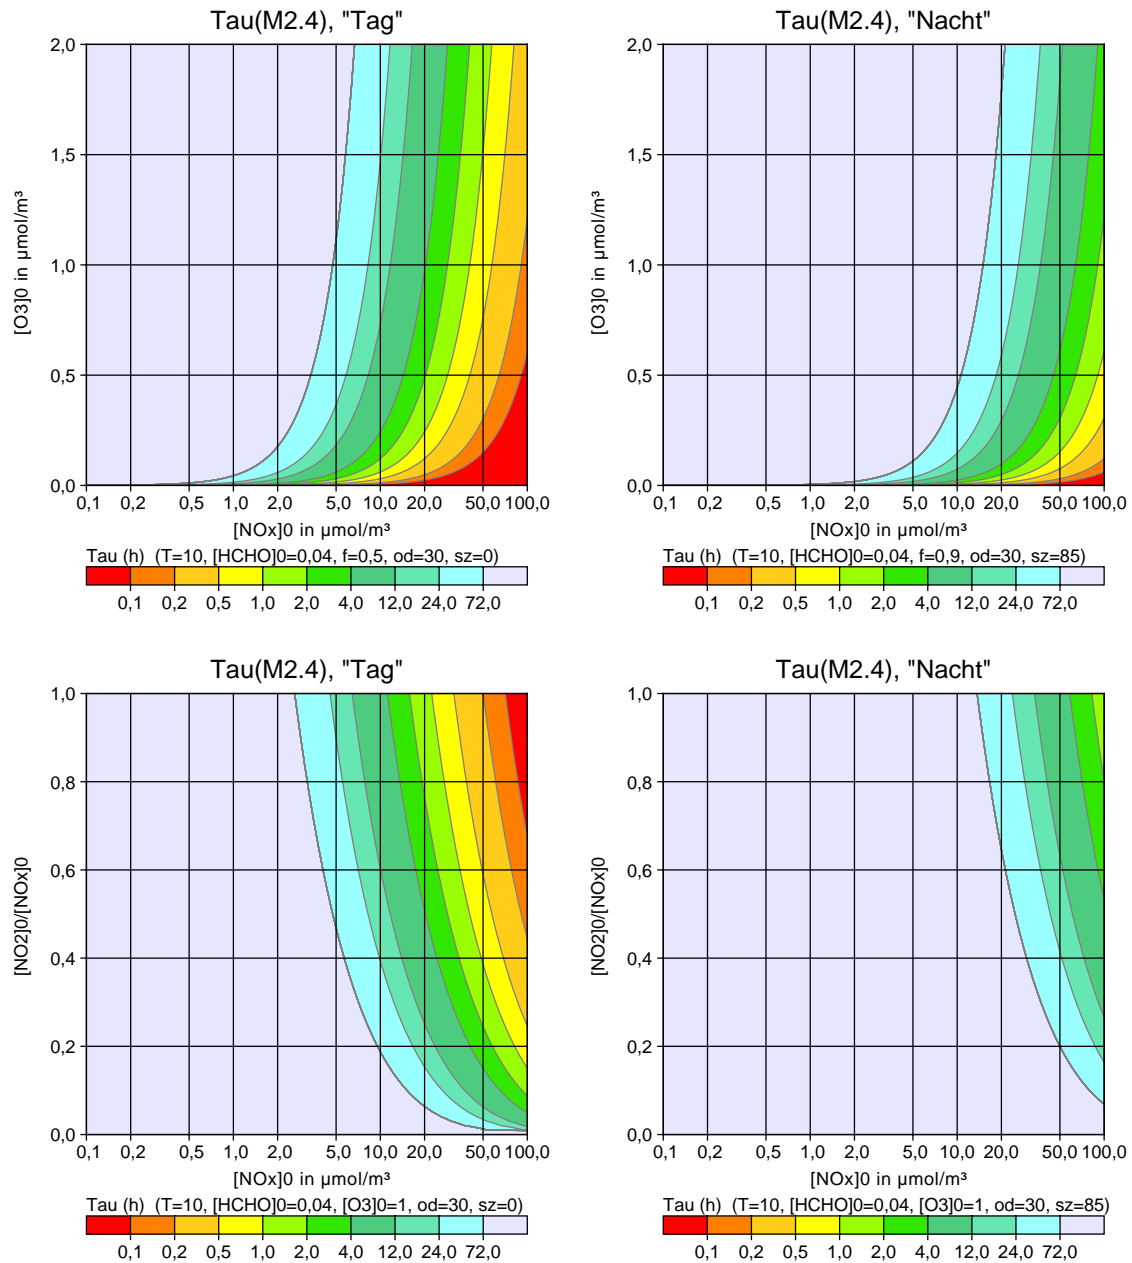 Tau(M2.4), "Tag"
[O3]0 in µmol/m³
2,0
1,5
1,0
0,5
0,0
0,1 0,2 0,5 1,0 2,0 5,0 10,0 20,0 50,0 100,0
[NOx]0 in µmol/m³
Tau (h) (T=10, [HCHO]0=0,04, f=0.5, od=30, sz=0)
0,1 0,2 0,5 1,0 2,0 4,0 12,0 24,0 72,0
Tau(M2.4), "Nacht"
[O3]0 in µmol/m³
2,0
1,5
1,0
0,5
0,0
0,1 0,2 0,5 1,0 2,0 5,0 10,0 20,0 50,0 100,0
[NOx]0 in µmol/m³
Tau (h) (T=10, [HCHO]0=0,04, f=0,9, od=30, sz=85)
0,1 0,2 0,5 1,0 2,0 4,0 12,0 24,0 72,0
Tau(M2.4), "Tag"
[NO2]0/[NOx]0
1,0
0,8
0,6
0,4
0,2
0,0
0,1 0,2 0,5 1,0 2,0 5,0 10,0 20,0 50,0 100,0
[NOx]0 in µmol/m³
Tau (h) (T=10, [HCHO]0=0,04, [O3]0=1, od=30, sz=0)
0,1 0,2 0,5 1,0 2,0 4,0 12,0 24,0 72,0
Tau(M2.4), "Nacht"
[NO2]0/[NOx]0
1,0
0,8
0,6
0,4
0,2
0,0
0,1 0,2 0,5 1,0 2,0 5,0 10,0 20,0 50,0 100,0
[NOx]0 in µmol/m³
Tau (h) (T=10, [HCHO]0=0,04, [O3]0=1, od=30, sz=85)
0,1 0,2 0,5 1,0 2,0 4,0 12,0 24,0 72,0